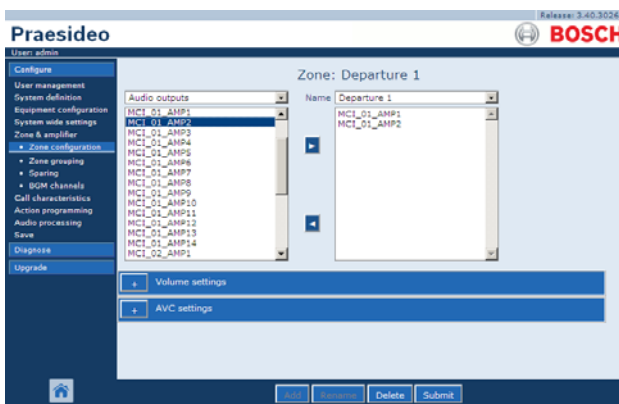 Release: 3.40.3026
Praesideo
BOSCH
User: admin
Configure
User management
System definition
Equipment configuration
System wide settings
Zone & amplifier
• Zone configuration
• Zone grouping
• Sparing
• BGM channels
Call characteristics
Action programming
Audio processing
Save
Diagnose
Upgrade
Zone: Departure 1
Audio outputs
MCI_01_AMP1
MCI_01_AMP2
MCI_01_AMP3
MCI_01_AMP4
MCI_01_AMP5
MCI_01_AMP6
MCI_01_AMP7
MCI_01_AMP8
MCI_01_AMP9
MCI_01_AMP10
MCI_01_AMP11
MCI_01_AMP12
MCI_01_AMP13
MCI_01_AMP14
MCI_02_AMP1
Name Departure 1
MCI_01_AMP1
MCI_01_AMP2
+ Volume settings
+ AVC settings
Add Rename Delete Submit